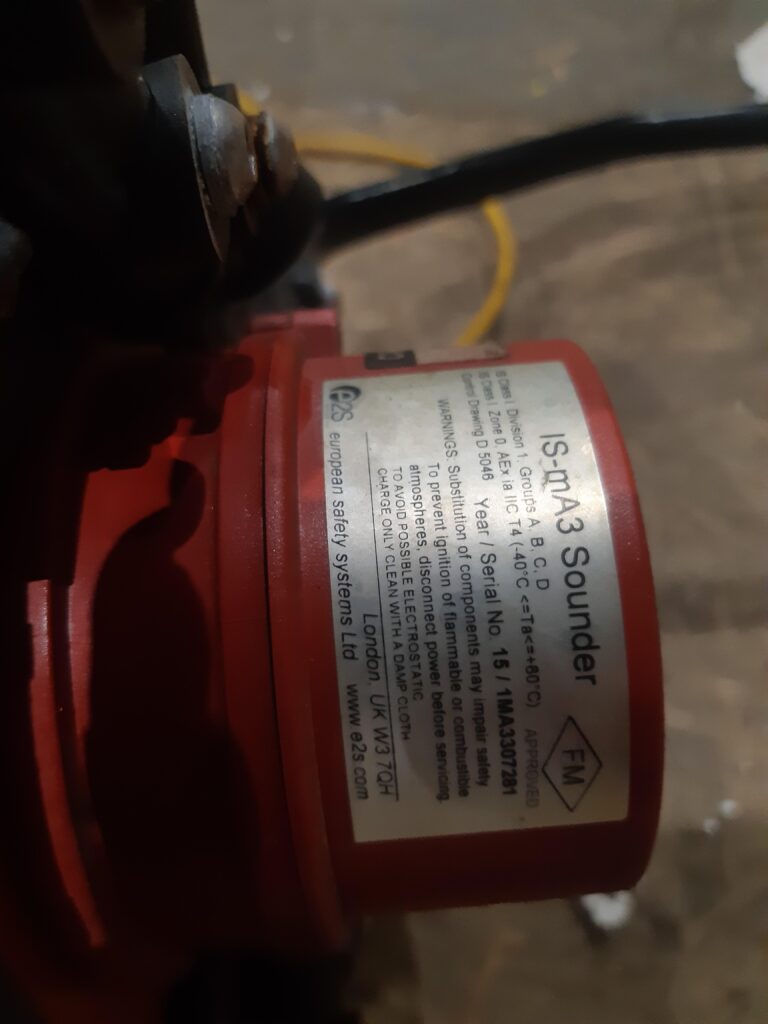 IS-mA3 Sounder
IS Class I Division 1, Groups A, B, C, D
IS Class I Zone 0, AEx ia IIC T4 (-40°C <=Ta<=+60°C)
Control Drawing D 5046 Year / Serial No. 15 / 1MA3307281
FM
APPROVED
WARNINGS: Substitution of components may impair safety
To prevent ignition of flammable or combustible
atmospheres, disconnect power before servicing.
TO AVOID POSSIBLE ELECTROSTATIC
CHARGE ONLY CLEAN WITH A DAMP CLOTH
London, UK W3 7QH
e2S european safety systems Ltd www.e2s.com